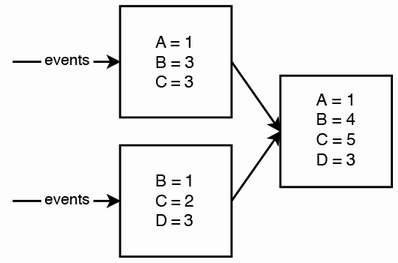 events
A = 1
B = 3
C = 3
A = 1
B = 4
C = 5
D = 3
events
B = 1
C = 2
D = 3